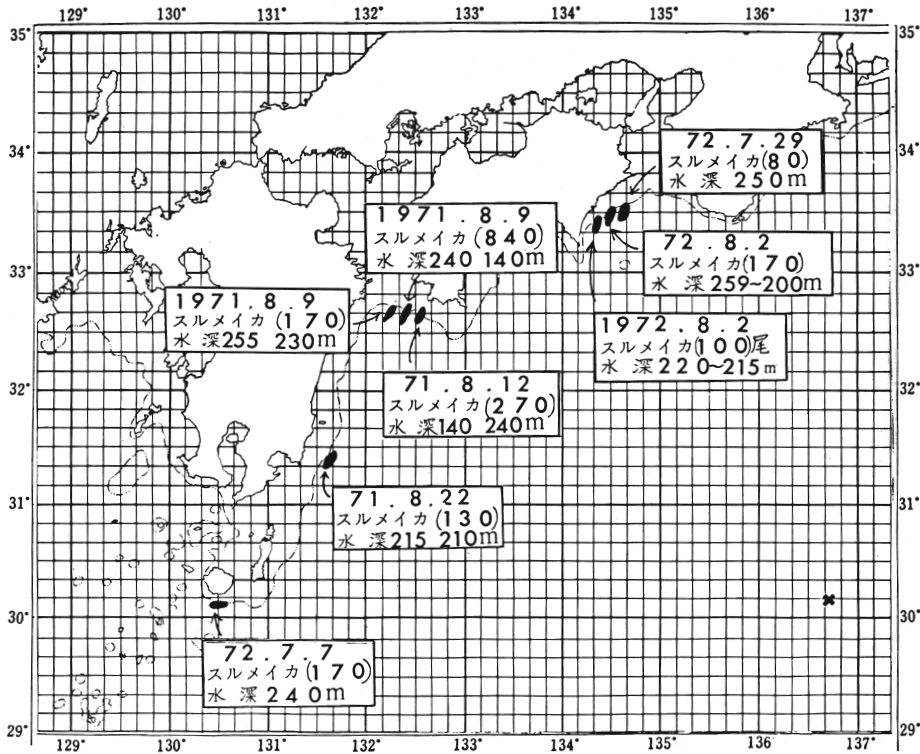 129° 130° 131° 132° 133° 134° 135° 136° 137°
35° 35°
34° 34°
33° 33°
32° 32°
31° 31°
30° 30°
29° 29°
72.7.29
スルメイカ(80)
水深250m
1971.8.9
スルメイカ(840)
水深240 140m
72.8.2
スルメイカ(170)
水深259~200m
1971.8.9
スルメイカ(170)
水深255 230m
1972.8.2
スルメイカ(100)尾
水深220~215m
71.8.12
スルメイカ(270)
水深140 240m
71.8.22
スルメイカ(130)
水深215 210m
72.7.7
スルメイカ(170)
水深240m
129° 130° 131° 132° 133° 134° 135° 136° 137°